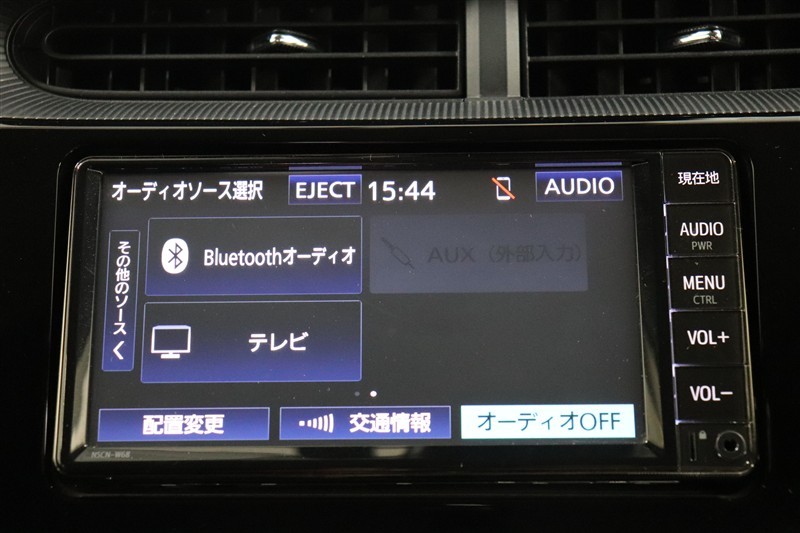 オーディオソース選択 EJECT 15:44 AUDIO
その他のソース く
Bluetoothオーディオ
AUX (外部入力)
テレビ
配置変更 交通情報 オーディオOFF
現在地
AUDIO
PWR
MENU
CTRL
VOL+
VOL−
NSCN-W68